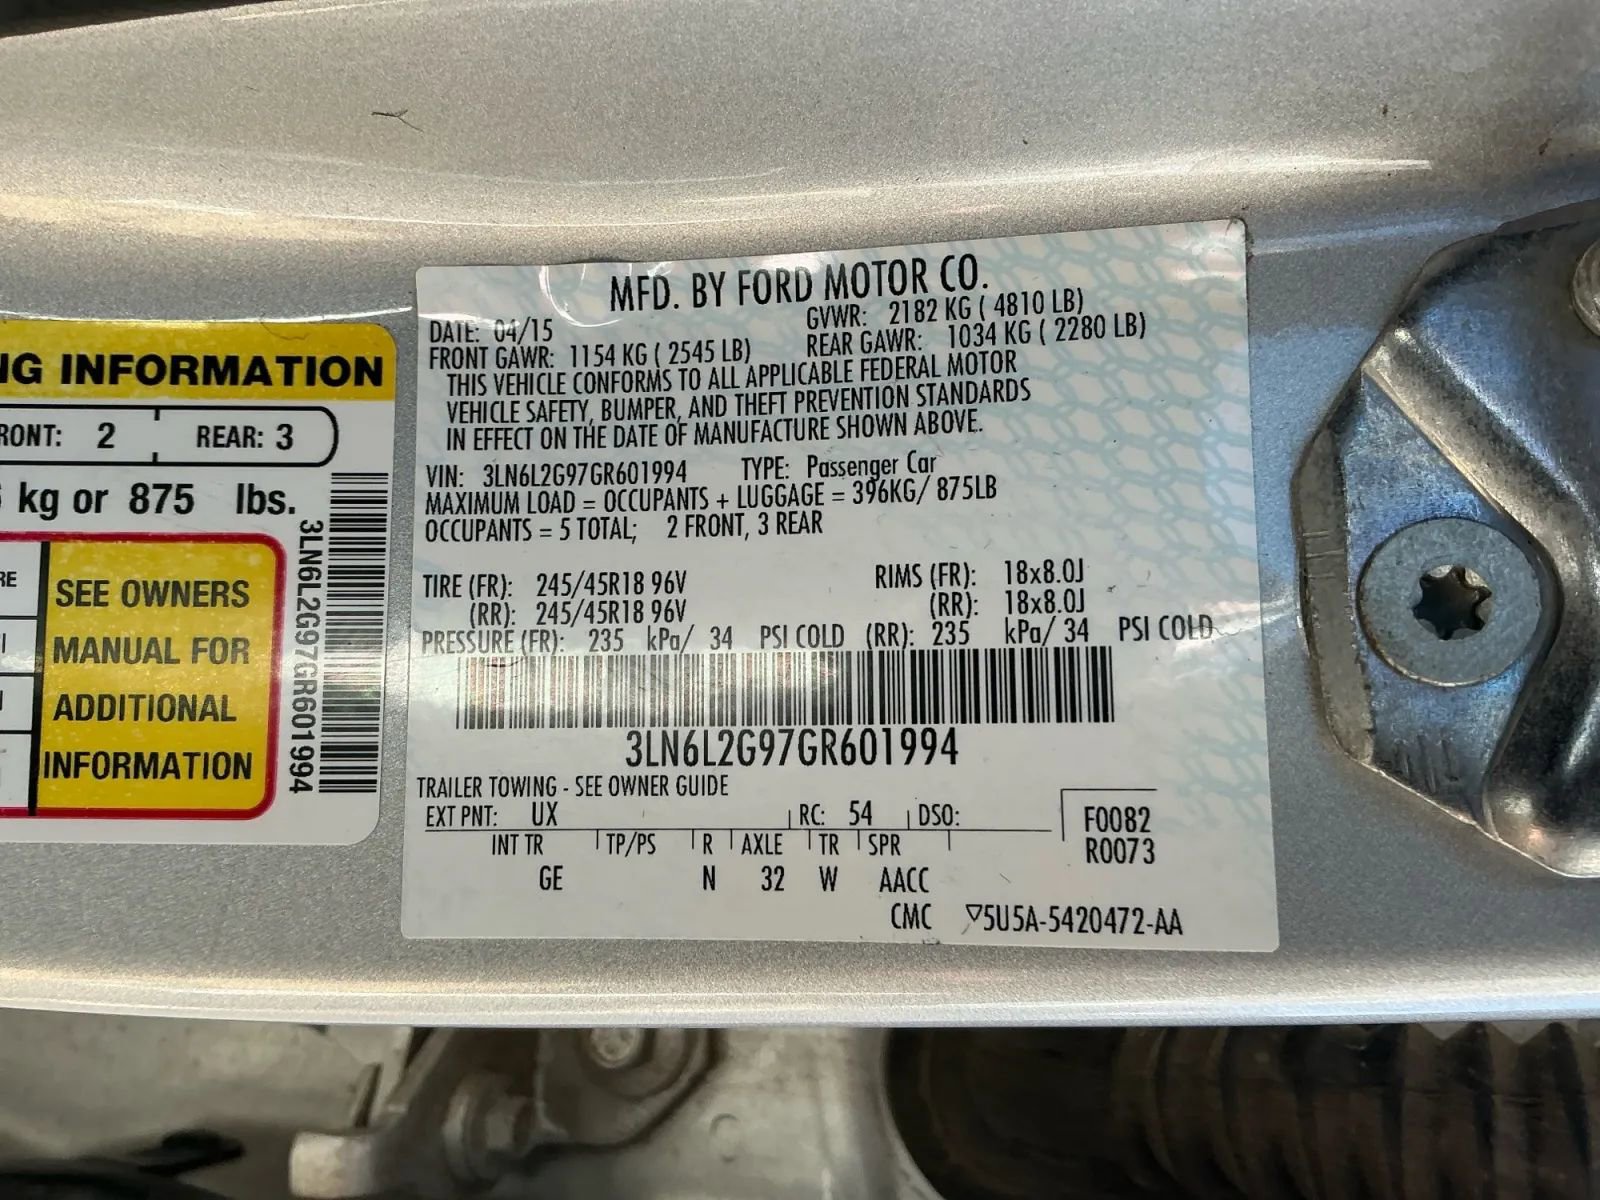 NG INFORMATION
RONT: 2 REAR: 3
kg or 875 lbs.
RE
SEE OWNERS
MANUAL FOR
ADDITIONAL
INFORMATION
3LN6L2G97GR601994
MFD. BY FORD MOTOR CO.
DATE: 04/15 GVWR: 2182 KG ( 4810 LB)
FRONT GAWR: 1154 KG ( 2545 LB) REAR GAWR: 1034 KG ( 2280 LB)
THIS VEHICLE CONFORMS TO ALL APPLICABLE FEDERAL MOTOR
VEHICLE SAFETY, BUMPER, AND THEFT PREVENTION STANDARDS
IN EFFECT ON THE DATE OF MANUFACTURE SHOWN ABOVE.
VIN: 3LN6L2G97GR601994 TYPE: Passenger Car
MAXIMUM LOAD = OCCUPANTS + LUGGAGE = 396KG/ 875LB
OCCUPANTS = 5 TOTAL; 2 FRONT, 3 REAR
TIRE (FR): 245/45R18 96V RIMS (FR): 18x8.0J
(RR): 245/45R18 96V (RR): 18x8.0J
PRESSURE (FR): 235 kPa/ 34 PSI COLD (RR): 235 kPa/ 34 PSI COLD
3LN6L2G97GR601994
TRAILER TOWING - SEE OWNER GUIDE
EXT PNT: UX RC: 54 DSO: F0082
INT TR TP/PS R AXLE TR SPR R0073
GE N 32 W AACC
CMC ▽5U5A-5420472-AA